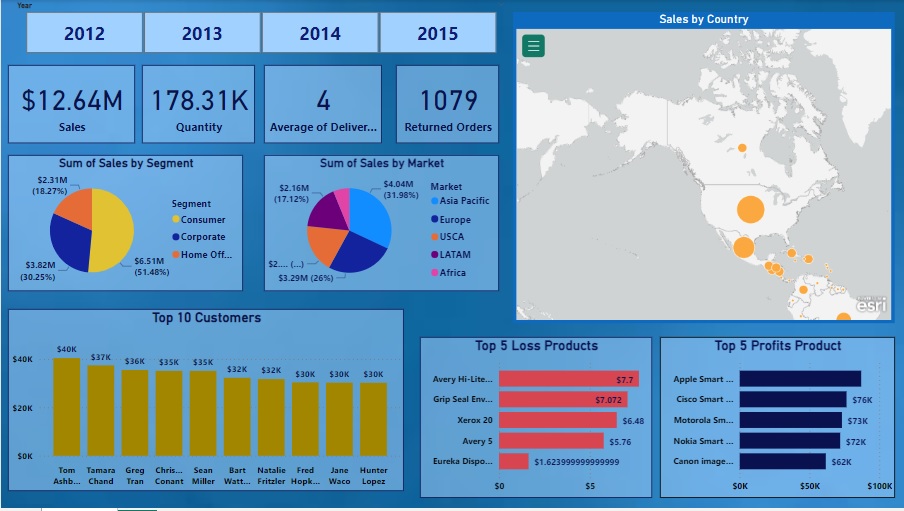 Year
2012
2013
2014
2015
$12.64M
Sales
178.31K
Quantity
4
Average of Deliver...
1079
Returned Orders
Sales by Country
esri
Sum of Sales by Segment
$2.31M
(18.27%)
$3.82M
(30.25%)
$6.51M
(51.48%)
Segment
Consumer
Corporate
Home Off...
Sum of Sales by Market
$2.16M
(17.12%)
$4.04M
(31.98%)
$2.... (...)
$3.29M (26%)
Market
Asia Pacific
Europe
USCA
LATAM
Africa
Top 10 Customers
$40K
$20K
$0K
$40K
$37K
$36K
$35K
$35K
$32K
$32K
$30K
$30K
$30K
Tom
Ashb...
Tamara
Chand
Greg
Tran
Chris...
Conant
Sean
Miller
Bart
Watt...
Natalie
Fritzler
Fred
Hopk...
Jane
Waco
Hunter
Lopez
Top 5 Loss Products
Avery Hi-Lite... $7.7
Grip Seal Env... $7.072
Xerox 20 $6.48
Avery 5 $5.76
Eureka Dispo... $1.623999999999999
$0 $5
Top 5 Profits Product
Apple Smart ...
Cisco Smart ... $76K
Motorola Sm... $73K
Nokia Smart ... $72K
Canon image... $62K
$0K $50K $100K